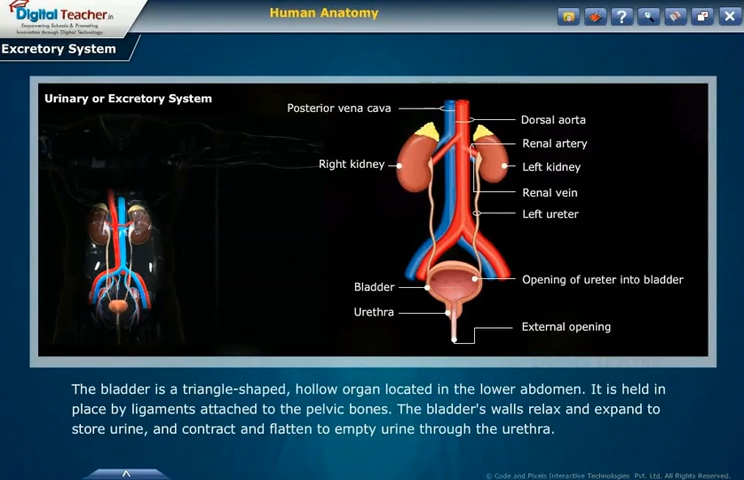 Digital Teacher.in
Empowering Schools & Promoting
Innovation through Digital Technology
Human Anatomy
Excretory System
Urinary or Excretory System
Posterior vena cava
Dorsal aorta
Renal artery
Right kidney
Left kidney
Renal vein
Left ureter
Opening of ureter into bladder
Bladder
Urethra
External opening
The bladder is a triangle-shaped, hollow organ located in the lower abdomen. It is held in
place by ligaments attached to the pelvic bones. The bladder's walls relax and expand to
store urine, and contract and flatten to empty urine through the urethra.
© Code and Pixels Interactive Technologies Pvt. Ltd. All Rights Reserved.